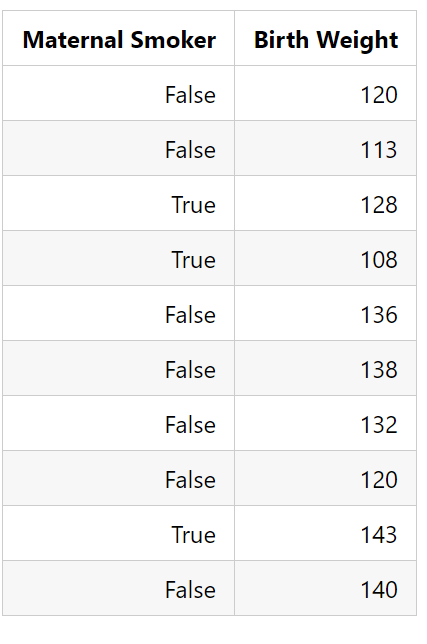 Maternal Smoker Birth Weight
False 120
False 113
True 128
True 108
False 136
False 138
False 132
False 120
True 143
False 140